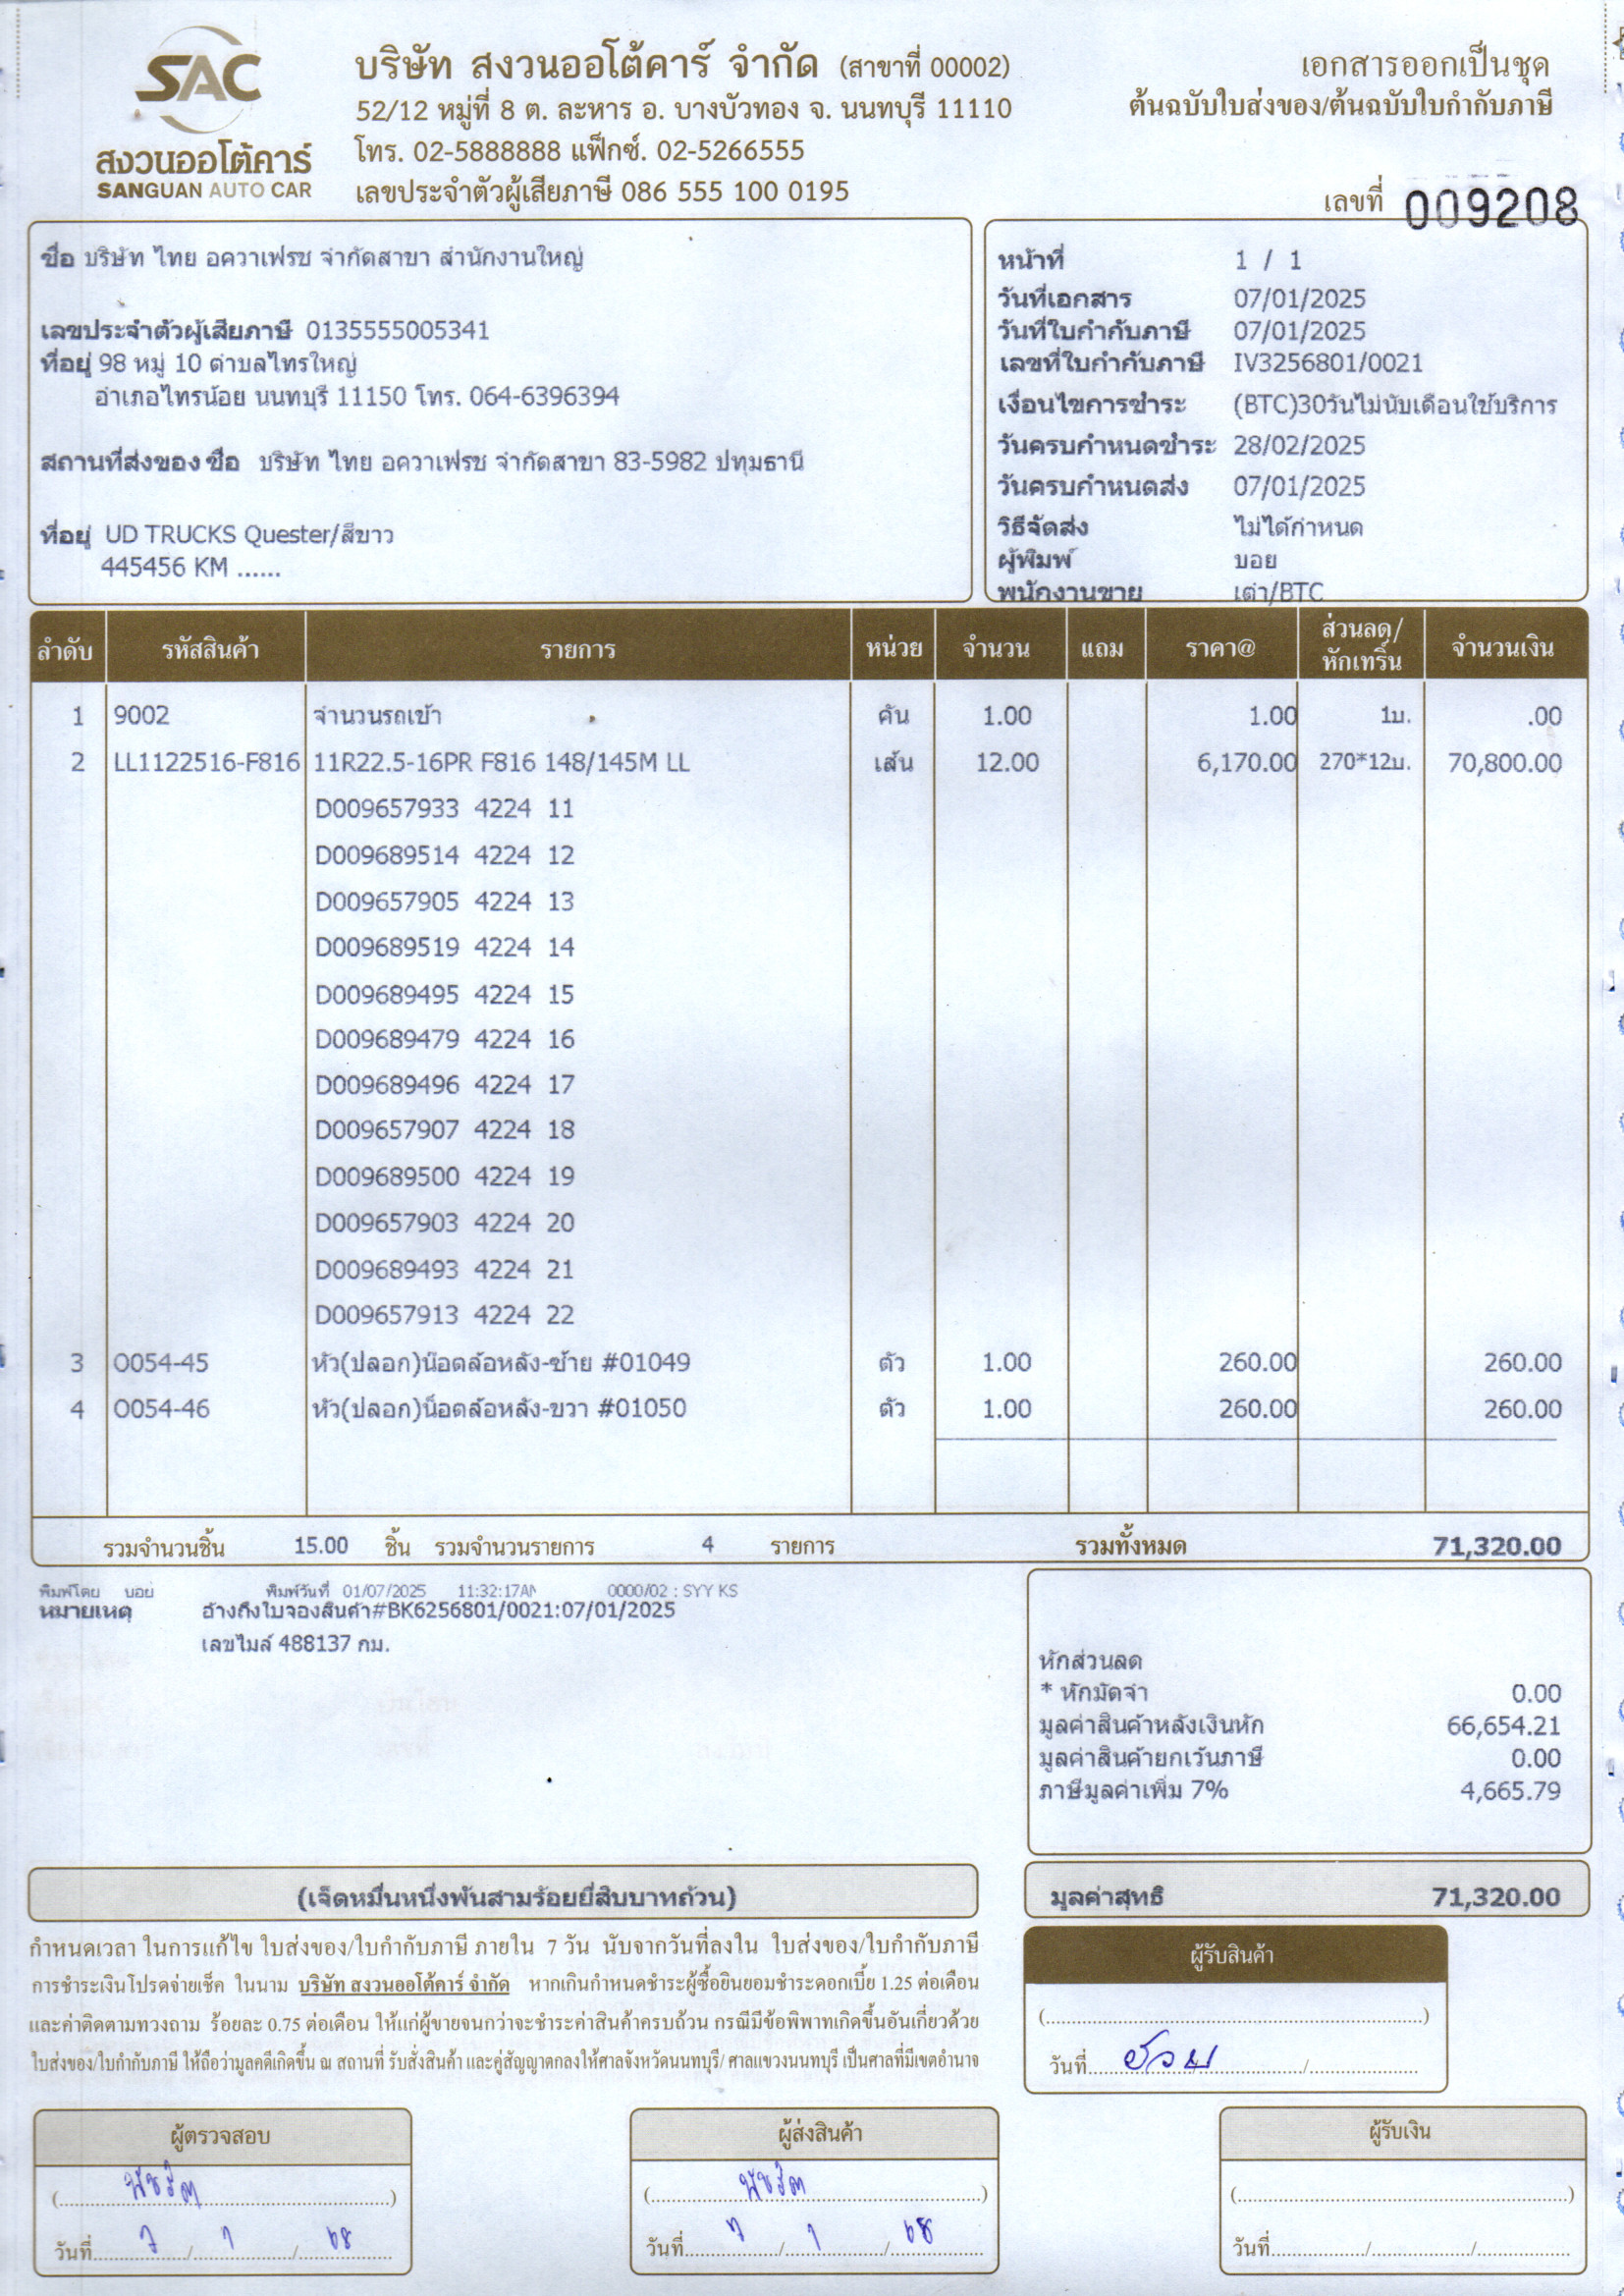 SAC
สงวนออโต้คาร์
SANGUAN AUTO CAR
บริษัท สงวนออโต้คาร์ จำกัด (สาขาที่ 00002)
52/12 หมู่ที่ 8 ต. ละหาร อ. บางบัวทอง จ. นนทบุรี 11110
โทร. 02-5888888 แฟ็กซ์. 02-5266555
เลขประจำตัวผู้เสียภาษี 086 555 100 0195
เอกสารออกเป็นชุด
ต้นฉบับใบส่งของ/ต้นฉบับใบกำกับภาษี
เลขที่ 009208
ชื่อ บริษัท ไทย อควาเฟรช จำกัดสาขา สำนักงานใหญ่
เลขประจำตัวผู้เสียภาษี 0135555005341
ที่อยู่ 98 หมู่ 10 ตำบลไทรใหญ่
อำเภอไทรน้อย นนทบุรี 11150 โทร. 064-6396394
สถานที่ส่งของ ชื่อ บริษัท ไทย อควาเฟรช จำกัดสาขา 83-5982 ปทุมธานี
ที่อยู่ UD TRUCKS Quester/สีขาว
445456 KM ......
หน้าที่ 1 / 1
วันที่เอกสาร 07/01/2025
วันที่ใบกำกับภาษี 07/01/2025
เลขที่ใบกำกับภาษี IV3256801/0021
เงื่อนไขการชำระ (BTC)30วันไม่นับเดือนใช้บริการ
วันครบกำหนดชำระ 28/02/2025
วันครบกำหนดส่ง 07/01/2025
วิธีจัดส่ง ไม่ได้กำหนด
ผู้พิมพ์ บอย
พนักงานขาย เต่า/BTC
ลำดับ รหัสสินค้า รายการ หน่วย จำนวน แถม ราคา@ ส่วนลด/หักเทริ์น จำนวนเงิน
1 9002 จำนวนรถเข้า คัน 1.00 1.00 1บ. .00
2 LL1122516-F816 11R22.5-16PR F816 148/145M LL เส้น 12.00 6,170.00 270*12บ. 70,800.00
D009657933 4224 11
D009689514 4224 12
D009657905 4224 13
D009689519 4224 14
D009689495 4224 15
D009689479 4224 16
D009689496 4224 17
D009657907 4224 18
D009689500 4224 19
D009657903 4224 20
D009689493 4224 21
D009657913 4224 22
3 O054-45 หัว(ปลอก)น๊อตล้อหลัง-ซ้าย #01049 ตัว 1.00 260.00 260.00
4 O054-46 หัว(ปลอก)น็อตล้อหลัง-ขวา #01050 ตัว 1.00 260.00 260.00
รวมจำนวนชิ้น 15.00 ชิ้น รวมจำนวนรายการ 4 รายการ รวมทั้งหมด 71,320.00
พิมพ์โดย บอย พิมพ์วันที่ 01/07/2025 11:32:17AM 0000/02 : SYY KS
หมายเหตุ อ้างถึงใบจองสินค้า#BK6256801/0021:07/01/2025
เลขไมล์ 488137 กม.
หักส่วนลด
* หักมัดจำ 0.00
มูลค่าสินค้าหลังเงินหัก 66,654.21
มูลค่าสินค้ายกเว้นภาษี 0.00
ภาษีมูลค่าเพิ่ม 7% 4,665.79
(เจ็ดหมื่นหนึ่งพันสามร้อยยี่สิบบาทถ้วน)
มูลค่าสุทธิ 71,320.00
กำหนดเวลา ในการแก้ไข ใบส่งของ/ใบกำกับภาษี ภายใน 7 วัน นับจากวันที่ลงใน ใบส่งของ/ใบกำกับภาษี
การชำระเงินโปรดจ่ายเช็ค ในนาม บริษัท สงวนออโต้คาร์ จำกัด หากเกินกำหนดชำระผู้ซื้อยินยอมชำระดอกเบี้ย 1.25 ต่อเดือน
และค่าติดตามทวงถาม ร้อยละ 0.75 ต่อเดือน ให้แก่ผู้ขายจนกว่าจะชำระค่าสินค้าครบถ้วน กรณีมีข้อพิพาทเกิดขึ้นอันเกี่ยวด้วย
ใบส่งของ/ใบกำกับภาษี ให้ถือว่ามูลคดีเกิดขึ้น ณ สถานที่ รับสั่งสินค้า และคู่สัญญาตกลงให้ศาลจังหวัดนนทบุรี/ ศาลแขวงนนทบุรี เป็นศาลที่มีเขตอำนาจ
ผู้รับสินค้า
(..........)
วันที่........../..........
ผู้ตรวจสอบ
(พัชรีดา)
วันที่ 7 / 1 / 68
ผู้ส่งสินค้า
วันที่ 7 / 1 / 68
ผู้รับเงิน
(..........)
วันที่........../........../..........